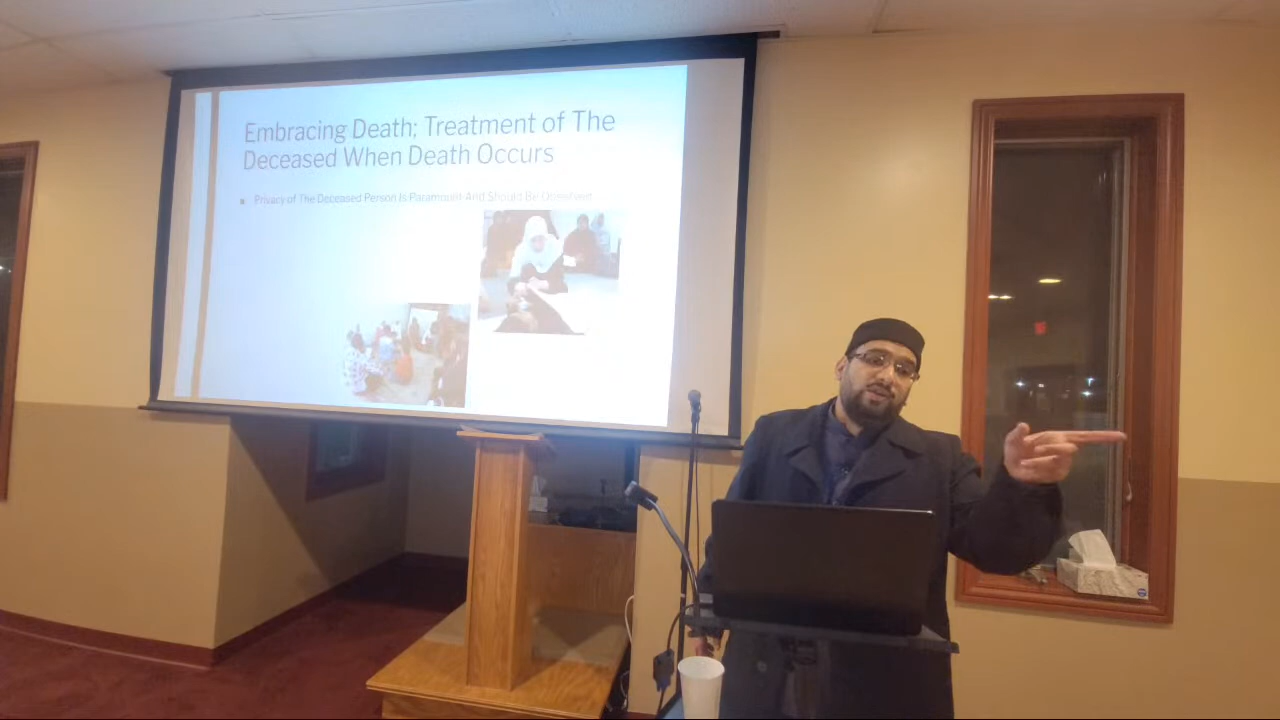 Embracing Death; Treatment of The
Deceased When Death Occurs
Privacy of The Deceased Person Is Paramount And Should Be Observed